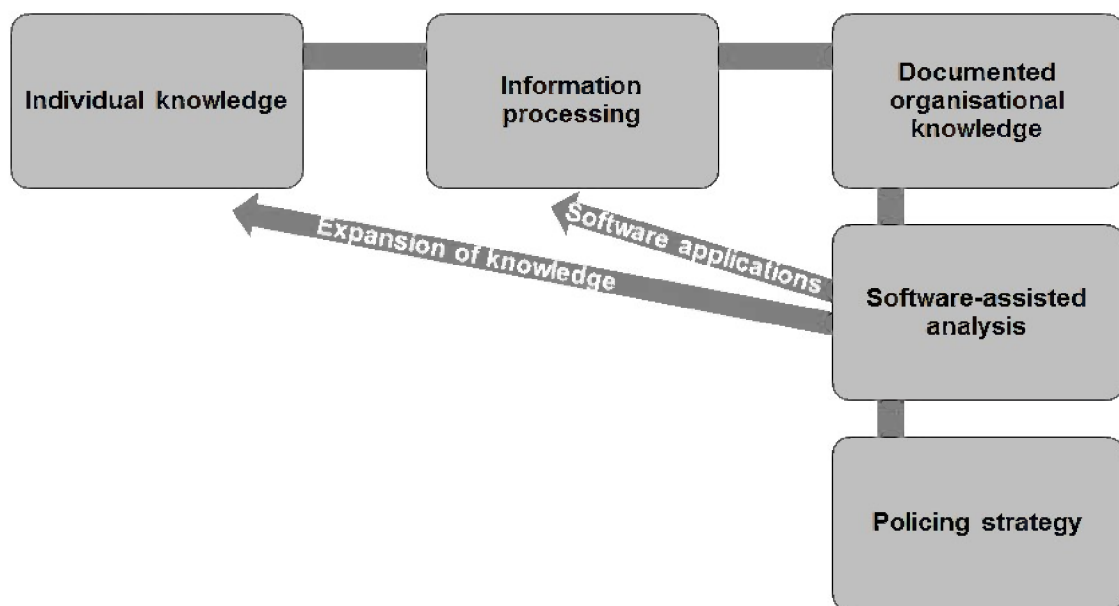 Individual knowledge
Information
processing
Documented
organisational
knowledge
Software applications
Expansion of knowledge
Software-assisted
analysis
Policing strategy